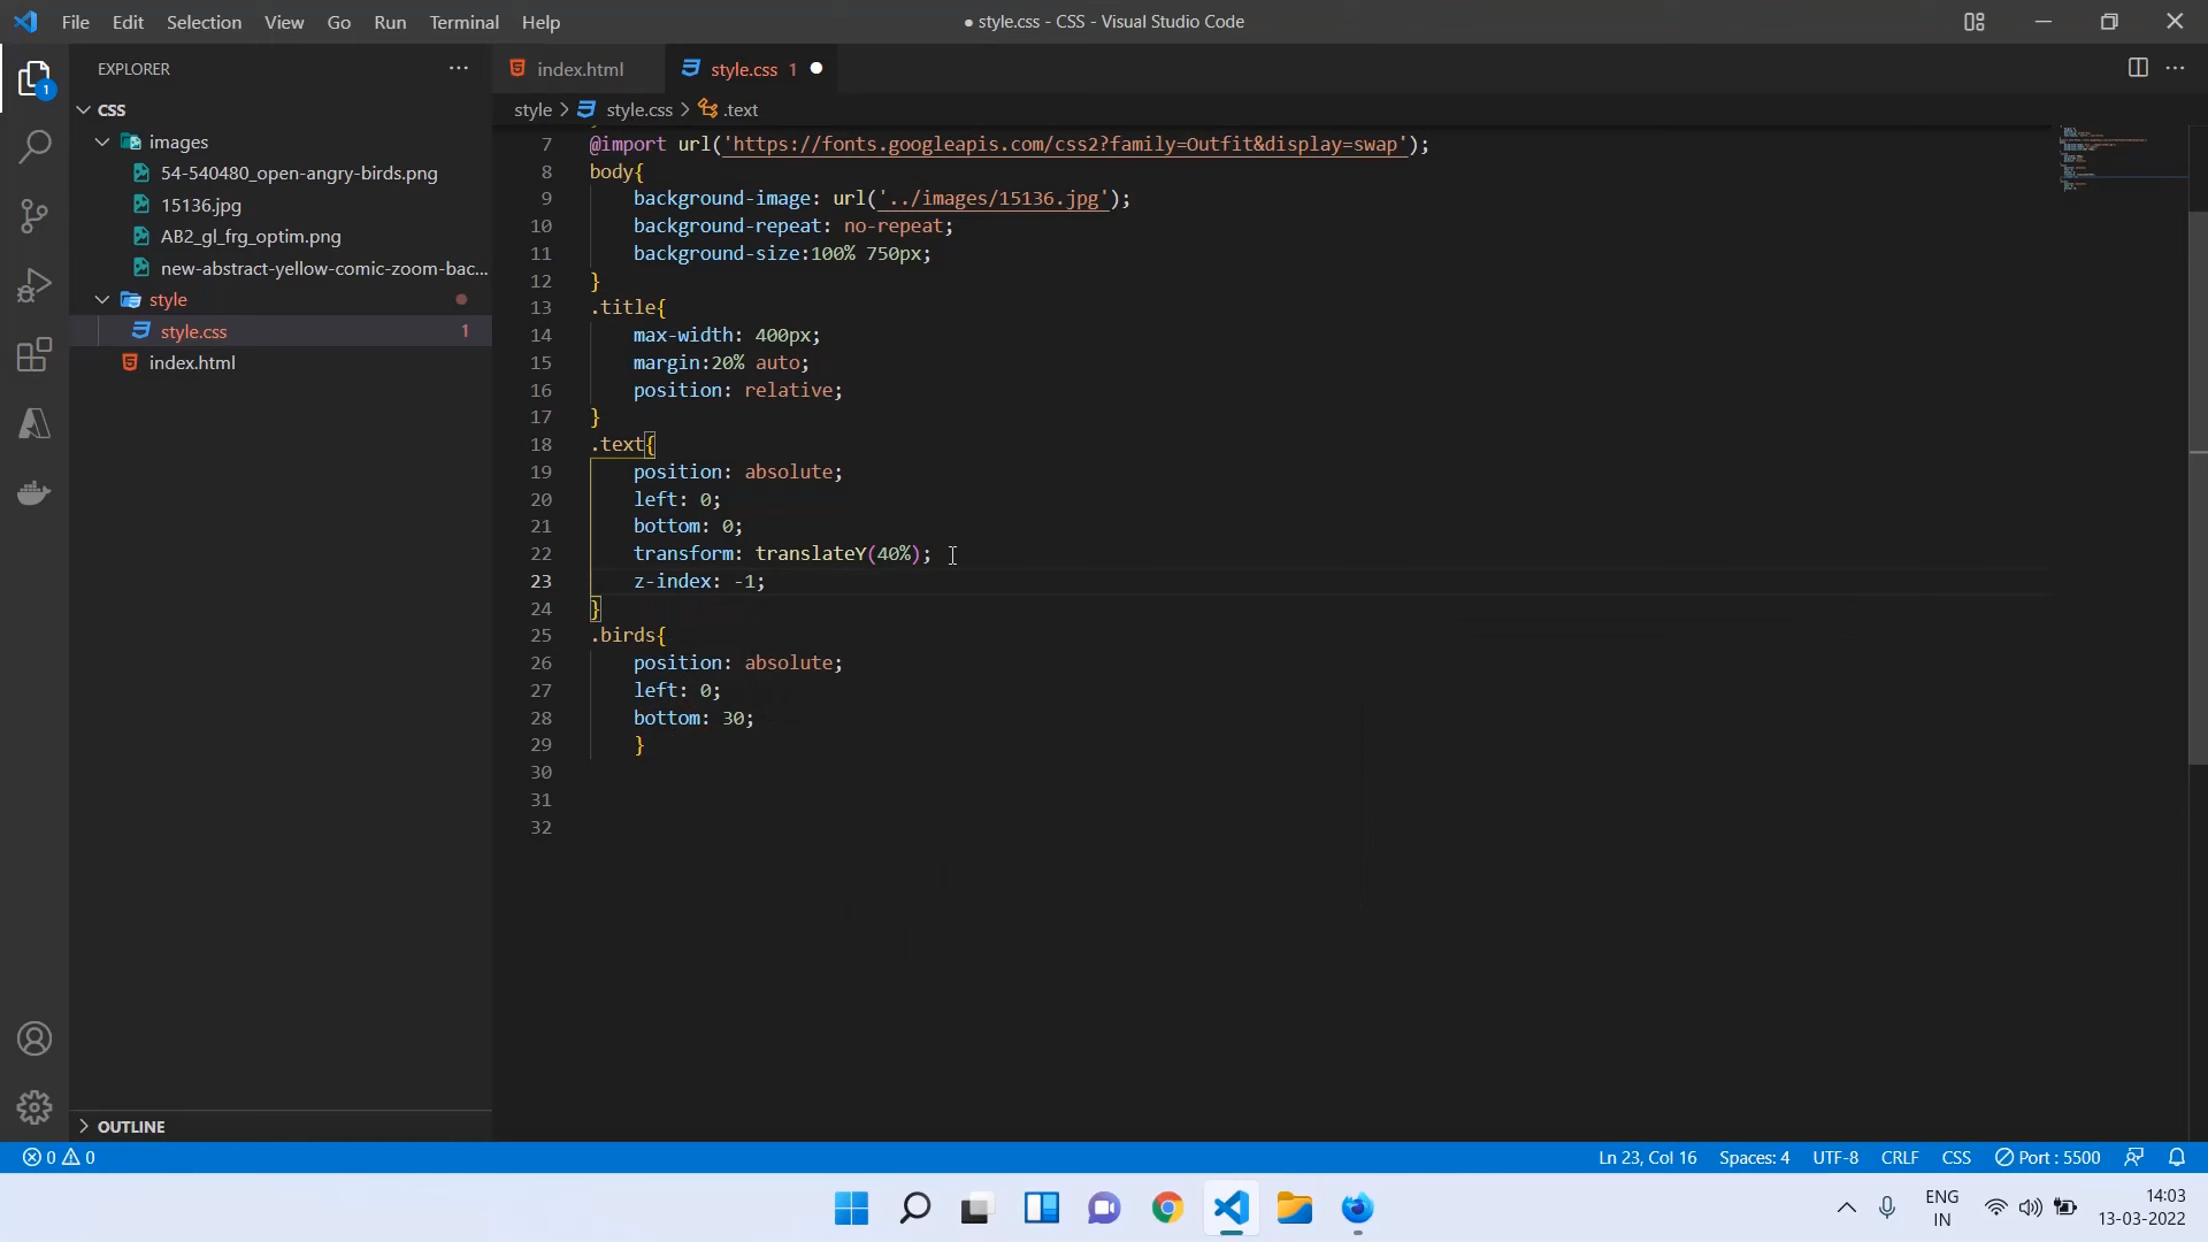 File Edit Selection View Go Run Terminal Help
● style.css - CSS - Visual Studio Code
EXPLORER
1
CSS
images
54-540480_open-angry-birds.png
15136.jpg
AB2_gl_frg_optim.png
new-abstract-yellow-comic-zoom-bac...
style
style.css 1
index.html
OUTLINE
index.html style.css 1
style > style.css > .text
7 @import url('https://fonts.googleapis.com/css2?family=Outfit&display=swap');
8 body{
9 background-image: url('../images/15136.jpg');
10 background-repeat: no-repeat;
11 background-size:100% 750px;
12 }
13 .title{
14 max-width: 400px;
15 margin:20% auto;
16 position: relative;
17 }
18 .text{
19 position: absolute;
20 left: 0;
21 bottom: 0;
22 transform: translateY(40%);
23 z-index: -1;
24 }
25 .birds{
26 position: absolute;
27 left: 0;
28 bottom: 30;
29 }
30
31
32
0 0
Ln 23, Col 16 Spaces: 4 UTF-8 CRLF CSS Port : 5500
ENG
IN
14:03
13-03-2022